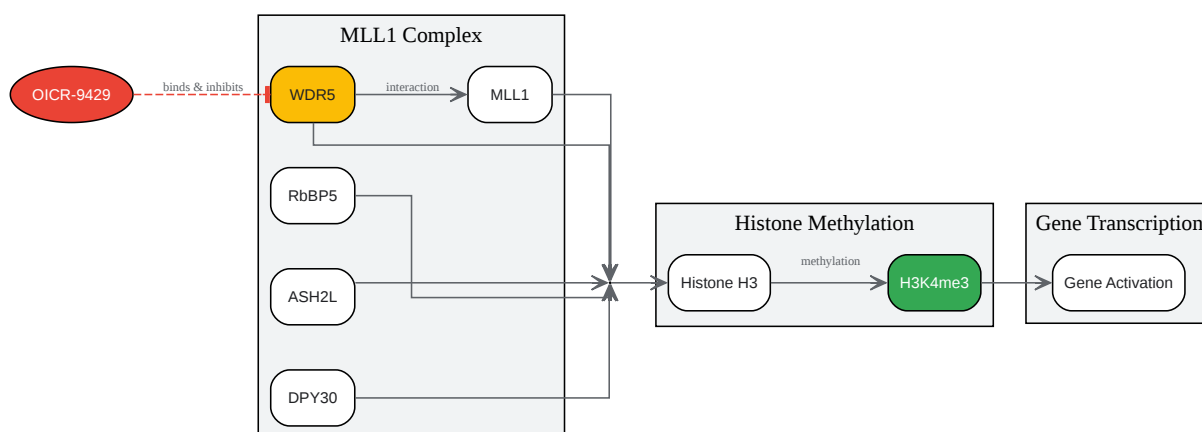 MLL1 Complex
OICR-9429
binds & inhibits
WDR5
interaction
MLL1
RbBP5
ASH2L
DPY30
Histone Methylation
Histone H3
methylation
H3K4me3
Gene Transcription
Gene Activation